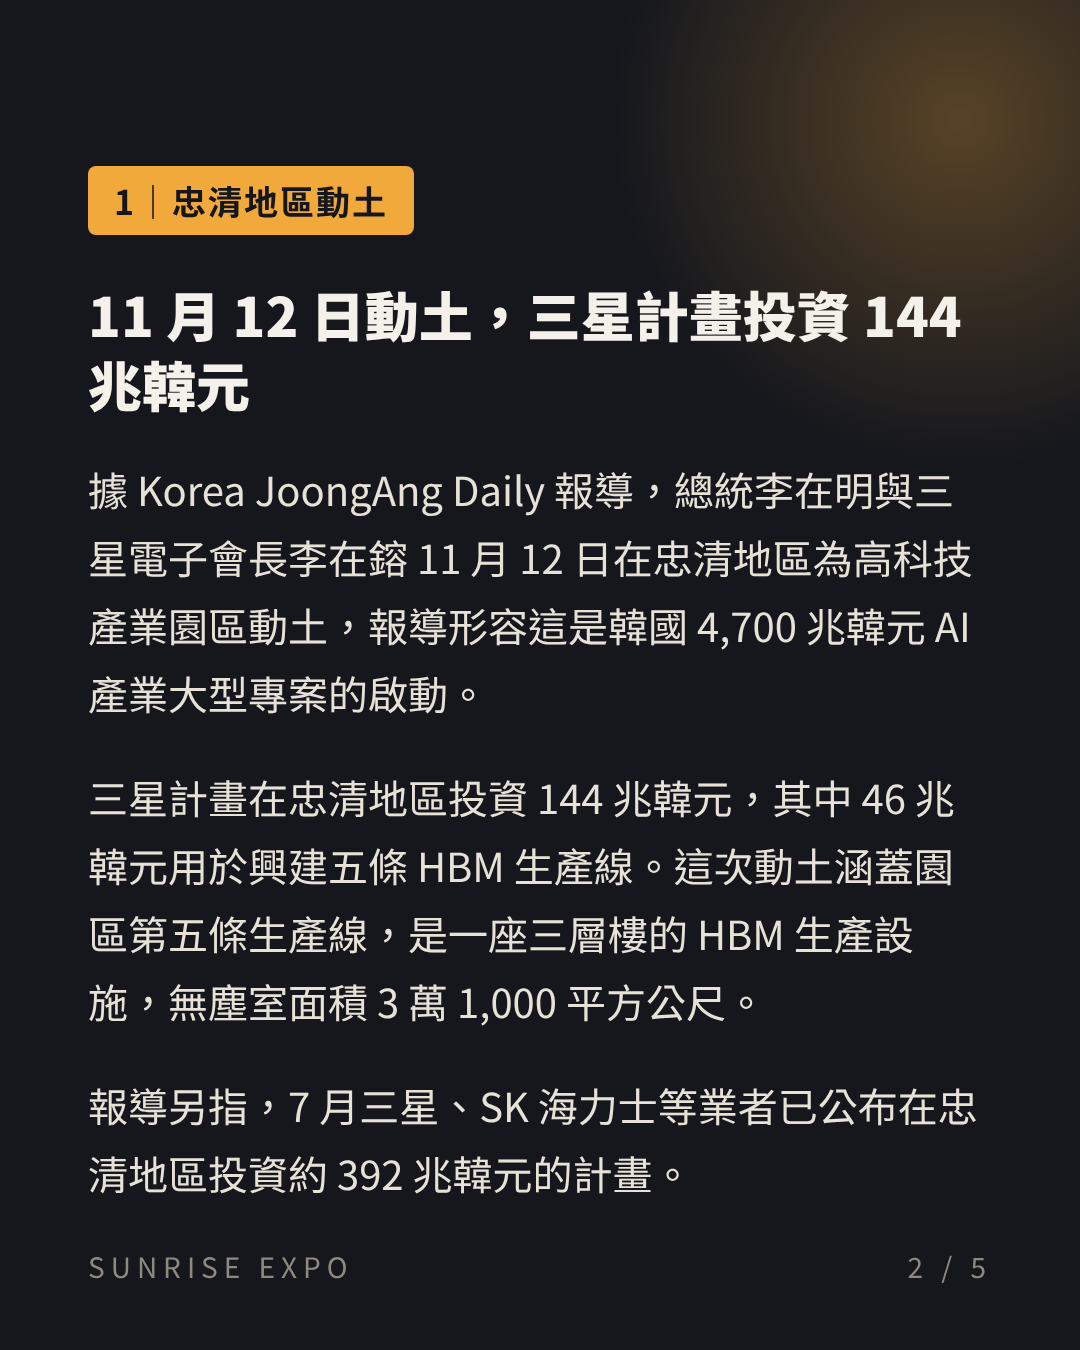 1｜忠清地區動土
11 月 12 日動土，三星計畫投資 144
兆韓元
據 Korea JoongAng Daily 報導，總統李在明與三
星電子會長李在鎔 11 月 12 日在忠清地區為高科技
產業園區動土，報導形容這是韓國 4,700 兆韓元 AI
產業大型專案的啟動。
三星計畫在忠清地區投資 144 兆韓元，其中 46 兆
韓元用於興建五條 HBM 生產線。這次動土涵蓋園
區第五條生產線，是一座三層樓的 HBM 生產設
施，無塵室面積 3 萬 1,000 平方公尺。
報導另指，7 月三星、SK 海力士等業者已公布在忠
清地區投資約 392 兆韓元的計畫。
SUNRISE EXPO
2 / 5